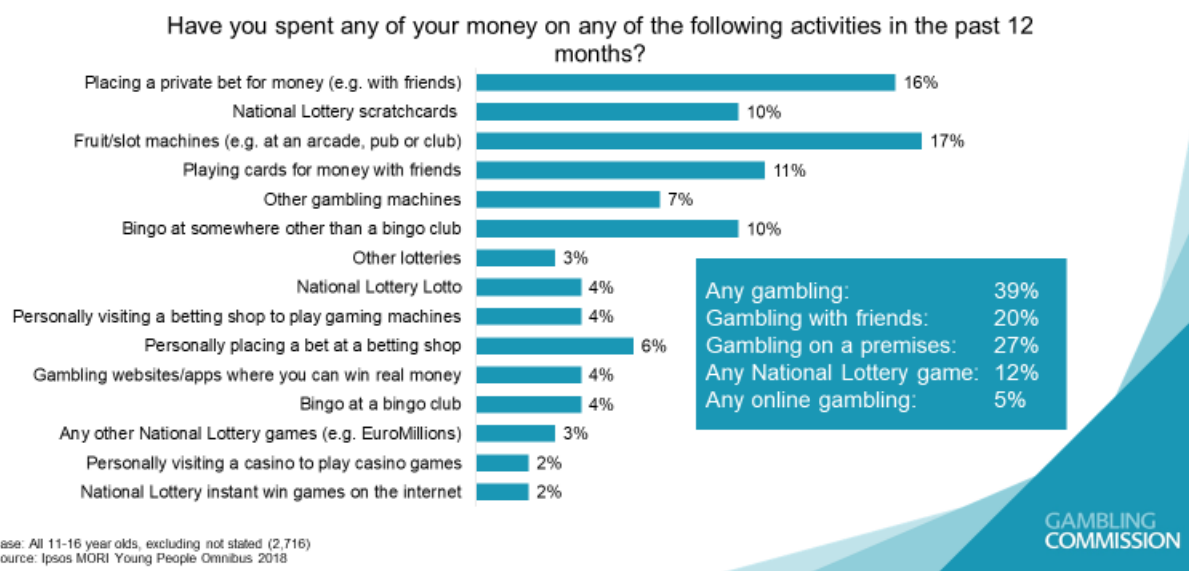 Have you spent any of your money on any of the following activities in the past 12
months?
Placing a private bet for money (e.g. with friends) 16%
National Lottery scratchcards 10%
Fruit/slot machines (e.g. at an arcade, pub or club) 17%
Playing cards for money with friends 11%
Other gambling machines 7%
Bingo at somewhere other than a bingo club 10%
Other lotteries 3%
National Lottery Lotto 4%
Personally visiting a betting shop to play gaming machines 4%
Personally placing a bet at a betting shop 6%
Gambling websites/apps where you can win real money 4%
Bingo at a bingo club 4%
Any other National Lottery games (e.g. EuroMillions) 3%
Personally visiting a casino to play casino games 2%
National Lottery instant win games on the internet 2%
Any gambling: 39%
Gambling with friends: 20%
Gambling on a premises: 27%
Any National Lottery game: 12%
Any online gambling: 5%
ase: All 11-16 year olds, excluding not stated (2,716)
ource: Ipsos MORI Young People Omnibus 2018
GAMBLING
COMMISSION